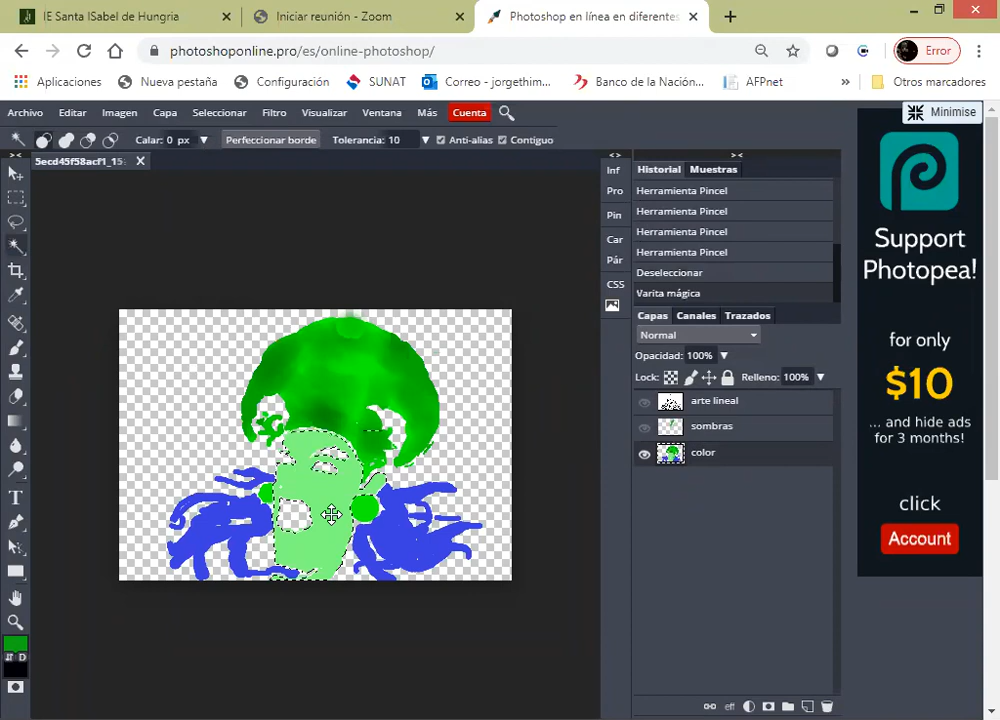 IE Santa ISabel de Hungria
Iniciar reunión - Zoom
Photoshop en línea en diferentes
photoshoponline.pro/es/online-photoshop/
Error
Aplicaciones
Nueva pestaña
Configuración
SUNAT
Correo - jorgethim...
Banco de la Nación...
AFPnet
»
Otros marcadores
Archivo Editar Imagen Capa Seleccionar Filtro Visualizar Ventana Más Cuenta
Minimise
Calar: 0 px Perfeccionar borde Tolerancia: 10 Anti-alias Contiguo
5ecd45f58acf1_15
Inf
Pro
Pin
Car
Pár
CSS
Historial Muestras
Herramienta Pincel
Herramienta Pincel
Herramienta Pincel
Herramienta Pincel
Deseleccionar
Varita mágica
Capas Canales Trazados
Normal
Opacidad: 100%
Lock: Relleno: 100%
arte lineal
sombras
color
eff
D
Support
Photopea!
for only
$10
... and hide ads
for 3 months!
click
Account